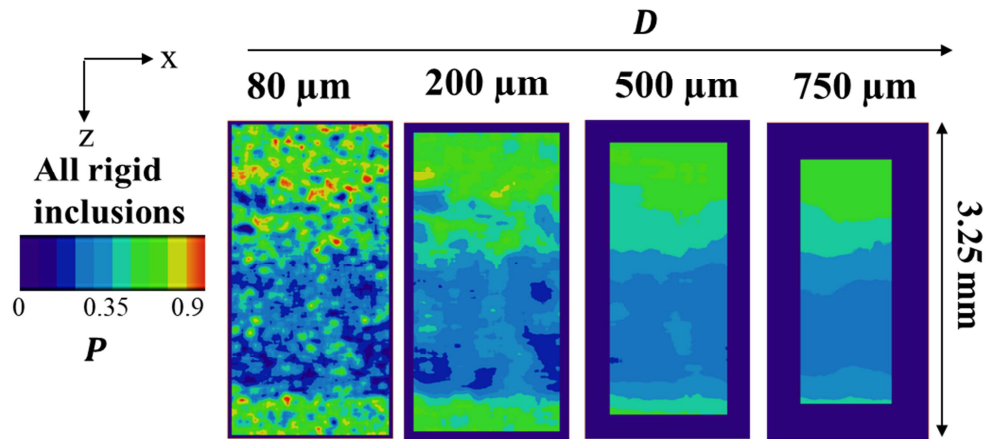 D
x
z
80 μm
200 μm
500 μm
750 μm
All rigid
inclusions
0
0.35
0.9
P
3.25 mm